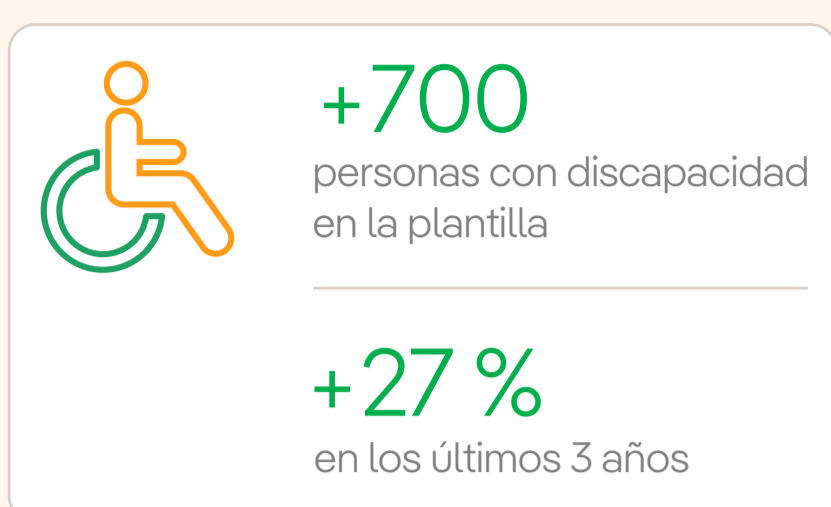 +700
personas con discapacidad
en la plantilla
+27 %
en los últimos 3 años